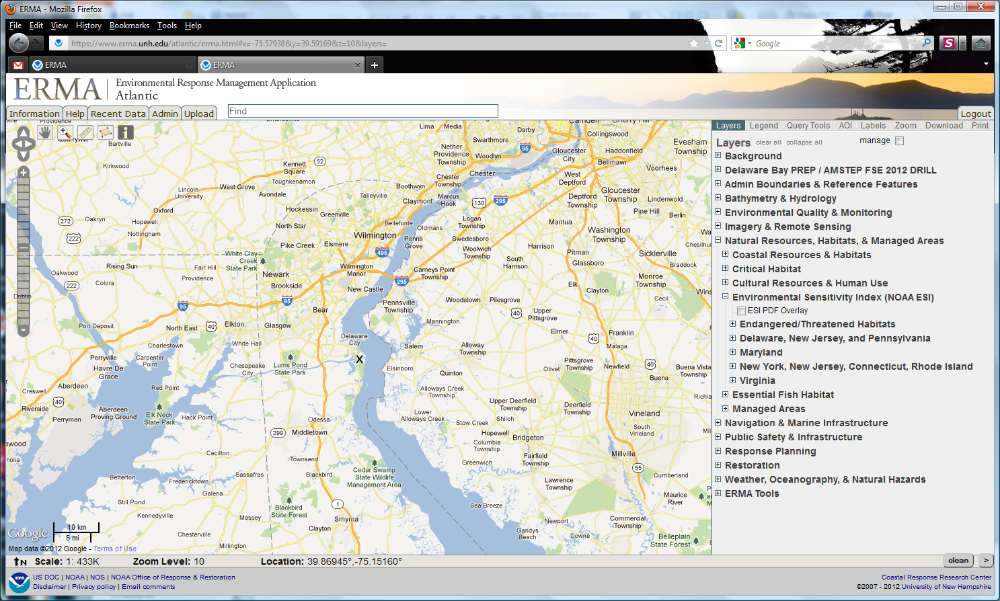 ERMA - Mozilla Firefox
File Edit View History Bookmarks Tools Help
https://www.erma.unh.edu/atlantic/erma.html#x=-75.57938&y=39.59169&z=10&layers=
Google
S
ERMA
ERMA
ERMA
Environmental Response Management Application
Atlantic
Information Help Recent Data Admin Upload
Find
Logout
Layers Legend Query Tools AOI Labels Zoom Download Print
Layers clear all collapse all
manage
Background
Delaware Bay PREP / AMSTEP FSE 2012 DRILL
Admin Boundaries & Reference Features
Bathymetry & Hydrology
Environmental Quality & Monitoring
Imagery & Remote Sensing
Natural Resources, Habitats, & Managed Areas
Coastal Resources & Habitats
Critical Habitat
Cultural Resources & Human Use
Environmental Sensitivity Index (NOAA ESI)
ESI PDF Overlay
Endangered/Threatened Habitats
Delaware, New Jersey, and Pennsylvania
Maryland
New York, New Jersey, Connecticut, Rhode Island
Virginia
Essential Fish Habitat
Managed Areas
Navigation & Marine Infrastructure
Public Safety & Infrastructure
Response Planning
Restoration
Weather, Oceanography, & Natural Hazards
ERMA Tools
Providence
Quarryville
Bartville
Lima Media
Darby
Camden
Cherry Hill
Collingswood
Swarthmore
Nether
Providence
Township
Woodlyn
95
Gloucester
City
Haddonfield
Evesham
Township
Kirkwood
Kennett
Square
52
Bellmawr
Voorhees
Chester
Toughkenamon
Chester
Township
West
Deptford
Lincoln
University
West Grove
Avondale
Boothwyn
Talleyville
Claymont
Marcus
Hook
130
295
Deptford
Township
Gloucester
Township
Lindenwold
Oxford
Hockessin
Greenville
Pine Hill
Berlin
272
Oakryn
Hopewell
North Star
Bellefonte
Oldmans
Logan
Township
Mantua
Washington
Township
222
Nottingham
Wilmington
Penns
Grove
Swedesboro
Pike Creek
Elsmere
Woolwich
Township
Harrison
Pitman
Sicklerville
White Clay
Creek
State Park
495
South
Harrison
Glassboro
Braddock
Rising Sun
Fair Hill
Wilmington
Manor
Oakwood
Providence
Newark
Carneys Point
Township
Monroe
Township
Colora
222
Brookside
295
Elk
Clayton
Dublin
New Castle
Cecil
Wins
95
95
Bear
Pennsville
Township
Woodstown
Pilesgrove
40
Upper
Pittsgrove
Port Deposit
North East
40
Elkton
Glasgow
Mannington
Elmer
40
Franklin
Delaware
City
Malaga
Charlestown
White Hall
Salem
Alloway
Township
Perryville
Carpenter
Point
X
Havre De
Grace
Chesapeake
City
Lums Pond
State Park
Elsinboro
Olivet
Pittsgrove
Township
Newfield
40
Buena Vista
Township
Quinton
Buena
Creswell
Aberdeen
Red Point
Alloways Creek
Township
40
Richla
Riverside
Upper Deerfield
Township
Deerfield
Township
Aberdeen
Proving Ground
Elk Neck
State Park
Hack Point
Lower
Alloways Creek
Vineland
Perryman
Odessa
Stow Creek
Shiloh
299
Middletown
South
Vineland
Mil
Hopewell
Columbia
Township
Bridgeton
ewood
Cecilton
Fairfield
Township
Millville
nolia
Townsend
Greenwich
55
Betterton
Sassafras
Blackbird
Cedar Swamp
State Wildlife
Management Area
Cumberland
Fredericktown
Lawrence
Township
Galena
Still Pond
Blackbird
State Forest
1
Sea Breeze
Maurice
River
Kennedyville
Massey
Smyrna
Newport
Commercial
Township
Clayton
Gandys
Beach
Chesterville
Downe
Belleplain
State Forest
Millington
10 km
5 mi
Google
Map data ©2012 Google - Terms of Use
N Scale: 1: 433K Zoom Level: 10 Location: 39.86945°,-75.15160°
clean >
NOAA
US DOC | NOAA | NOS | NOAA Office of Response & Restoration
Disclaimer | Privacy policy | Email comments
Coastal Response Research Center
©2007 - 2012 University of New Hampshire